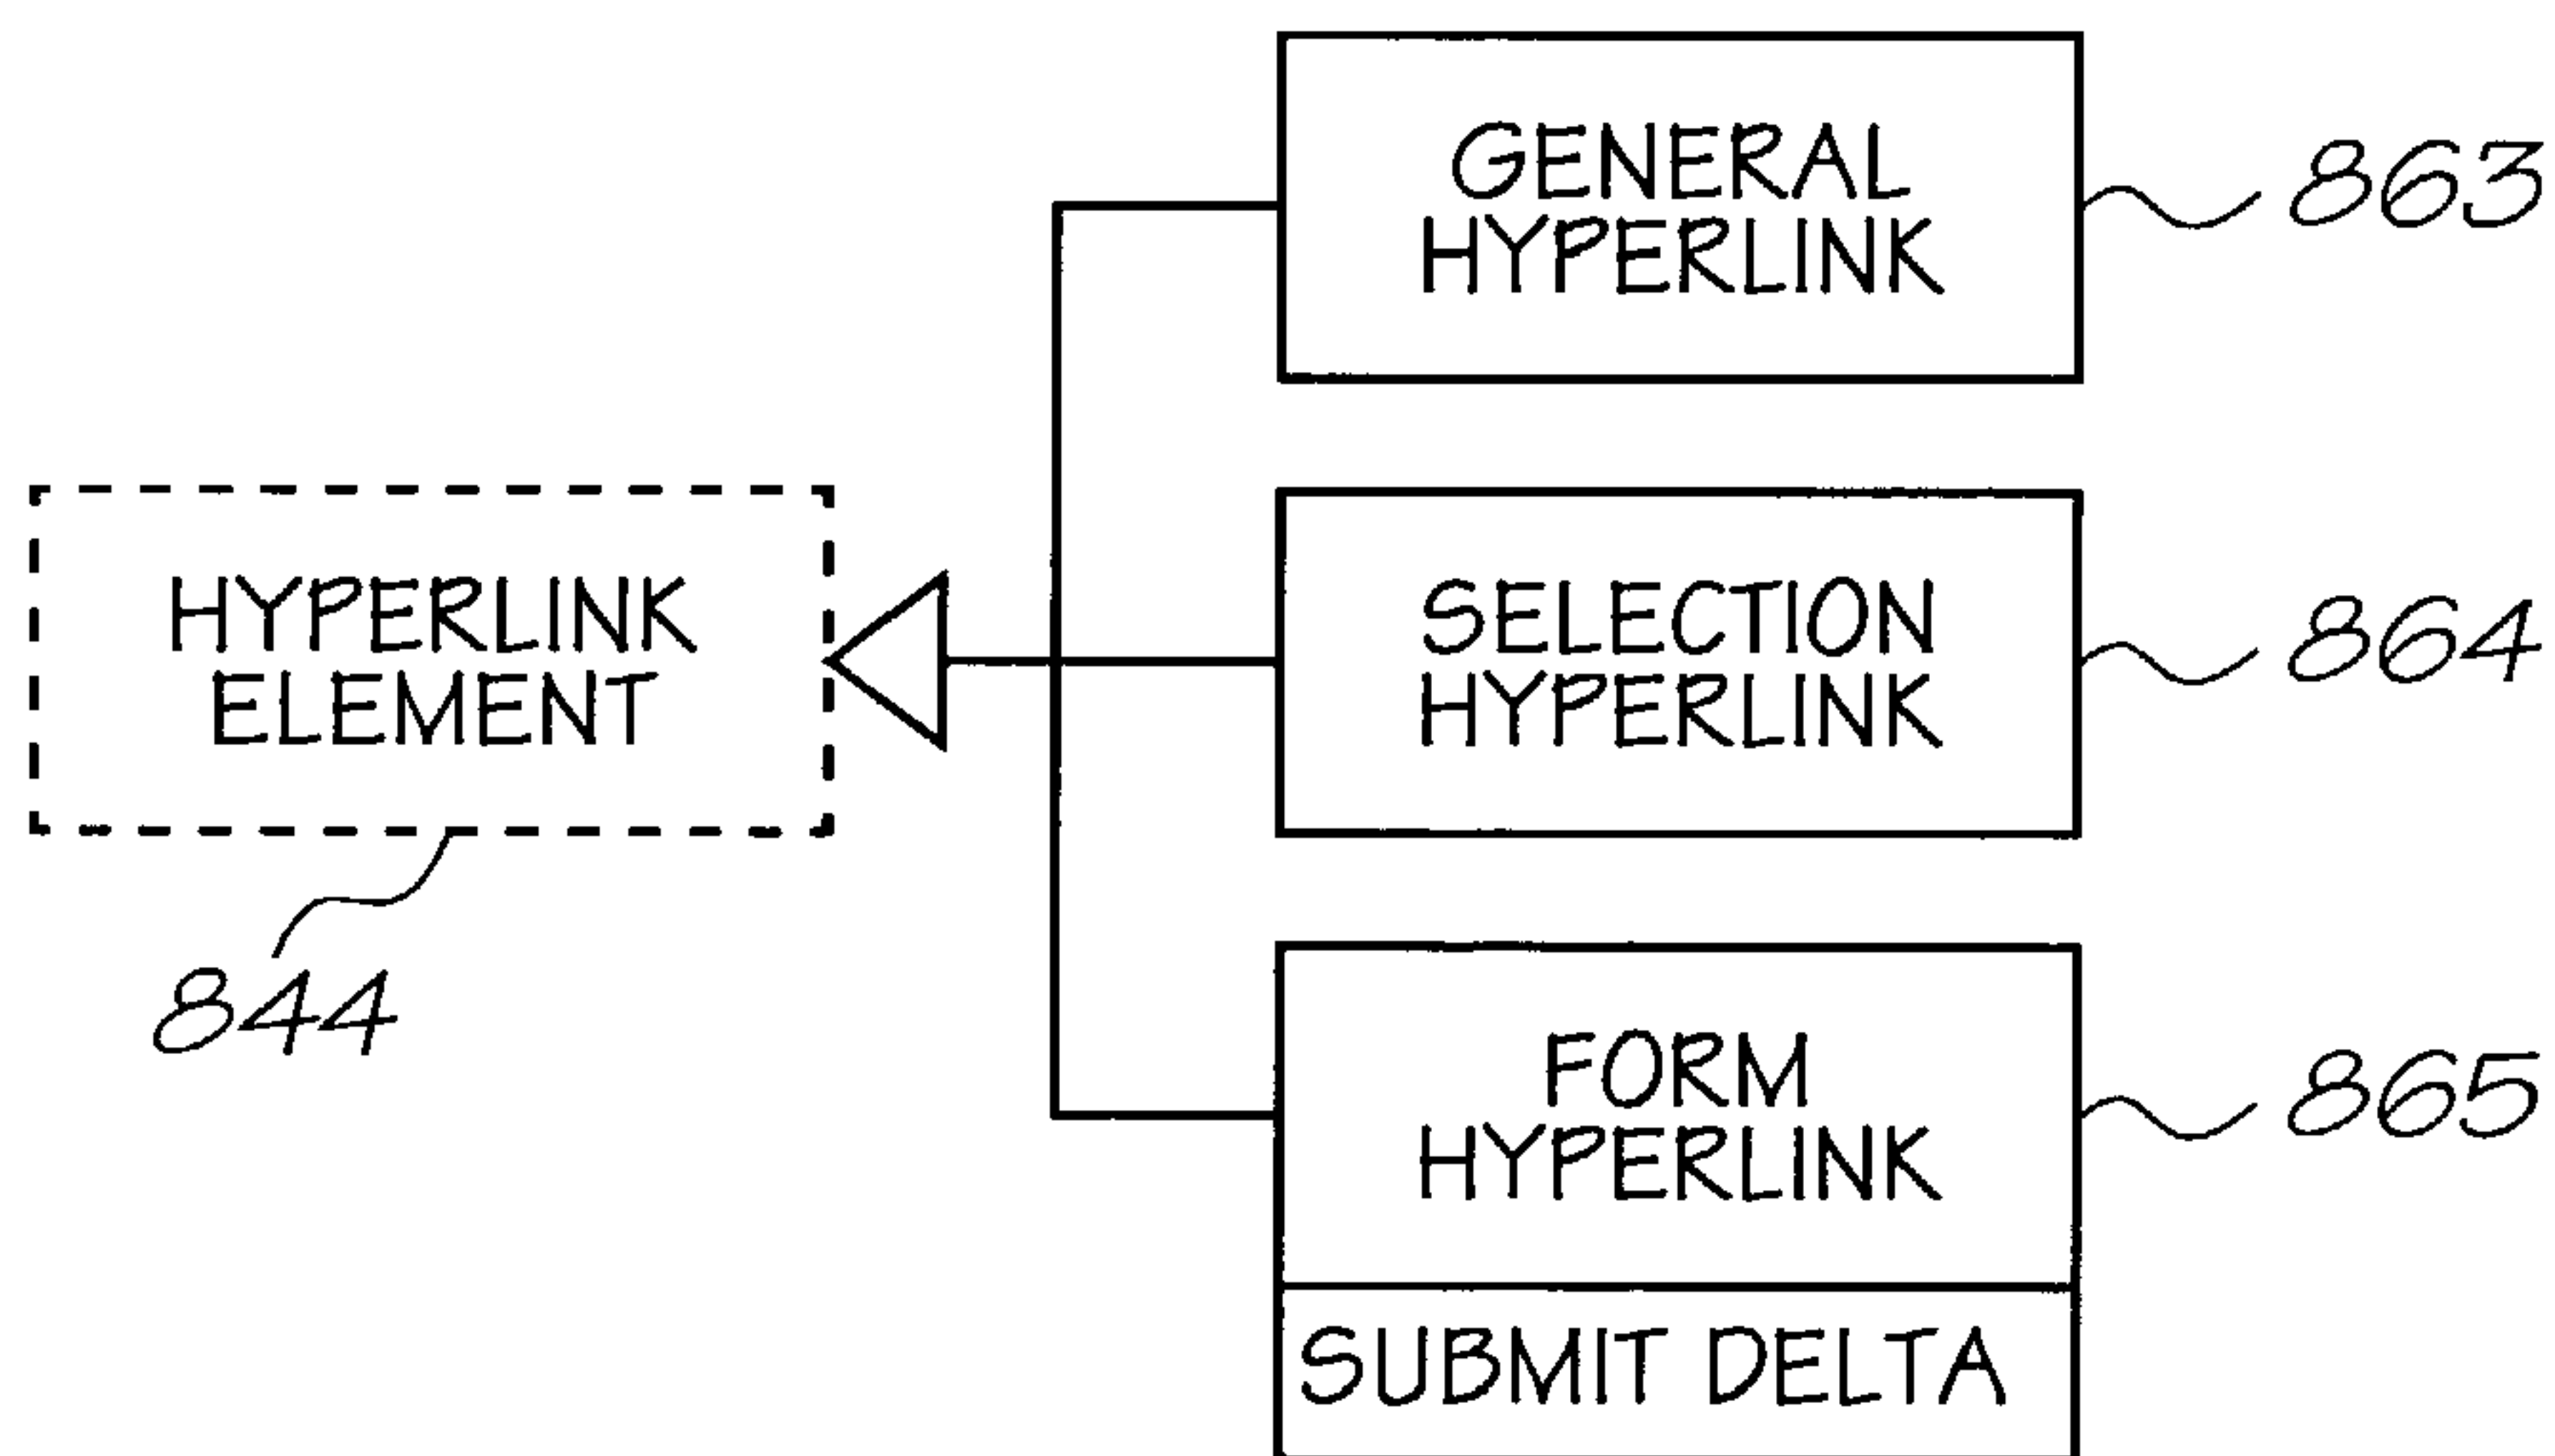 GENERAL
HYPERLINK
863
HYPERLINK
ELEMENT
844
SELECTION
HYPERLINK
864
FORM
HYPERLINK
865
SUBMIT DELTA